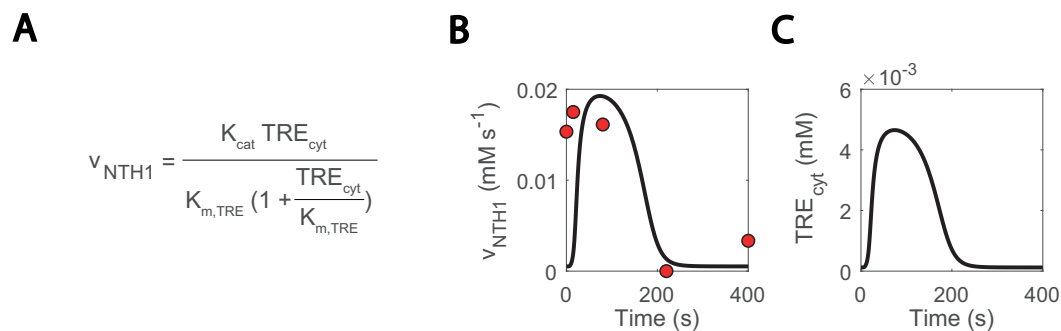 A
B
C
v_NTH1 = K_cat TRE_cyt / K_m,TRE (1 + TRE_cyt / K_m,TRE)
v_NTH1 (mM s^-1)
0.02
0.01
0
0 200 400
Time (s)
× 10^-3
TRE_cyt (mM)
6
4
2
0
0 200 400
Time (s)